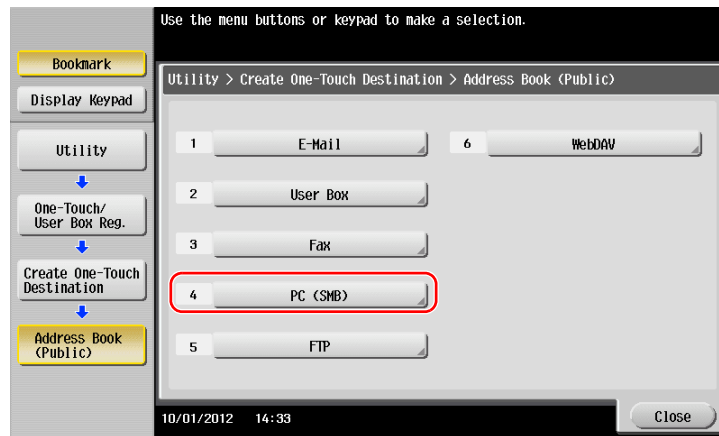 Use the menu buttons or keypad to make a selection.
Bookmark
Display Keypad
Utility
One-Touch/
User Box Reg.
Create One-Touch
Destination
Address Book
(Public)
Utility > Create One-Touch Destination > Address Book (Public)
1 E-Mail
2 User Box
3 Fax
4 PC (SMB)
5 FTP
6 WebDAV
10/01/2012 14:33
Close